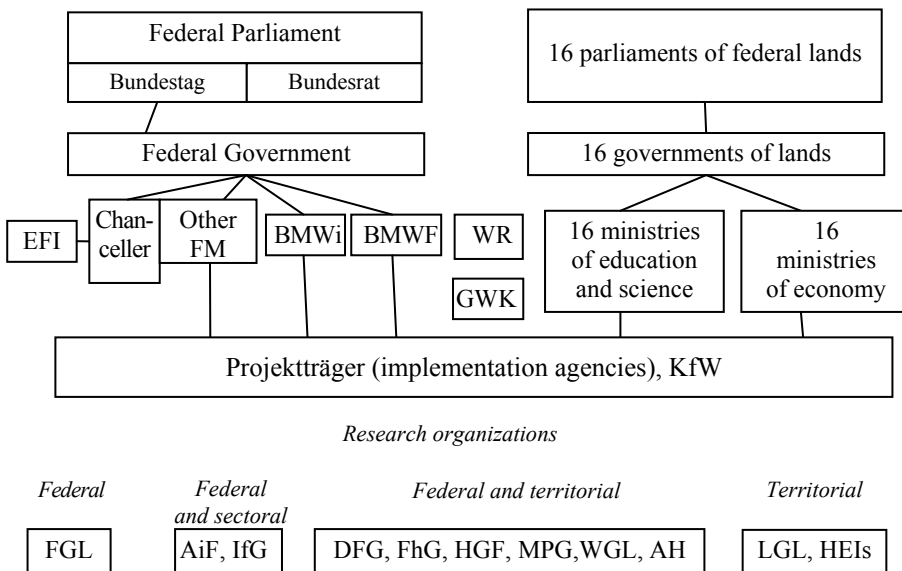 Federal Parliament
Bundestag
Bundesrat
16 parliaments of federal lands
Federal Government
16 governments of lands
EFI
Chan-
celler
Other
FM
BMWi
BMWF
WR
GWK
16 ministries
of education
and science
16
ministries
of economy
Projektträger (implementation agencies), KfW
Research organizations
Federal
Federal
and sectoral
Federal and territorial
Territorial
FGL
AiF, IfG
DFG, FhG, HGF, MPG,WGL, AH
LGL, HEIs